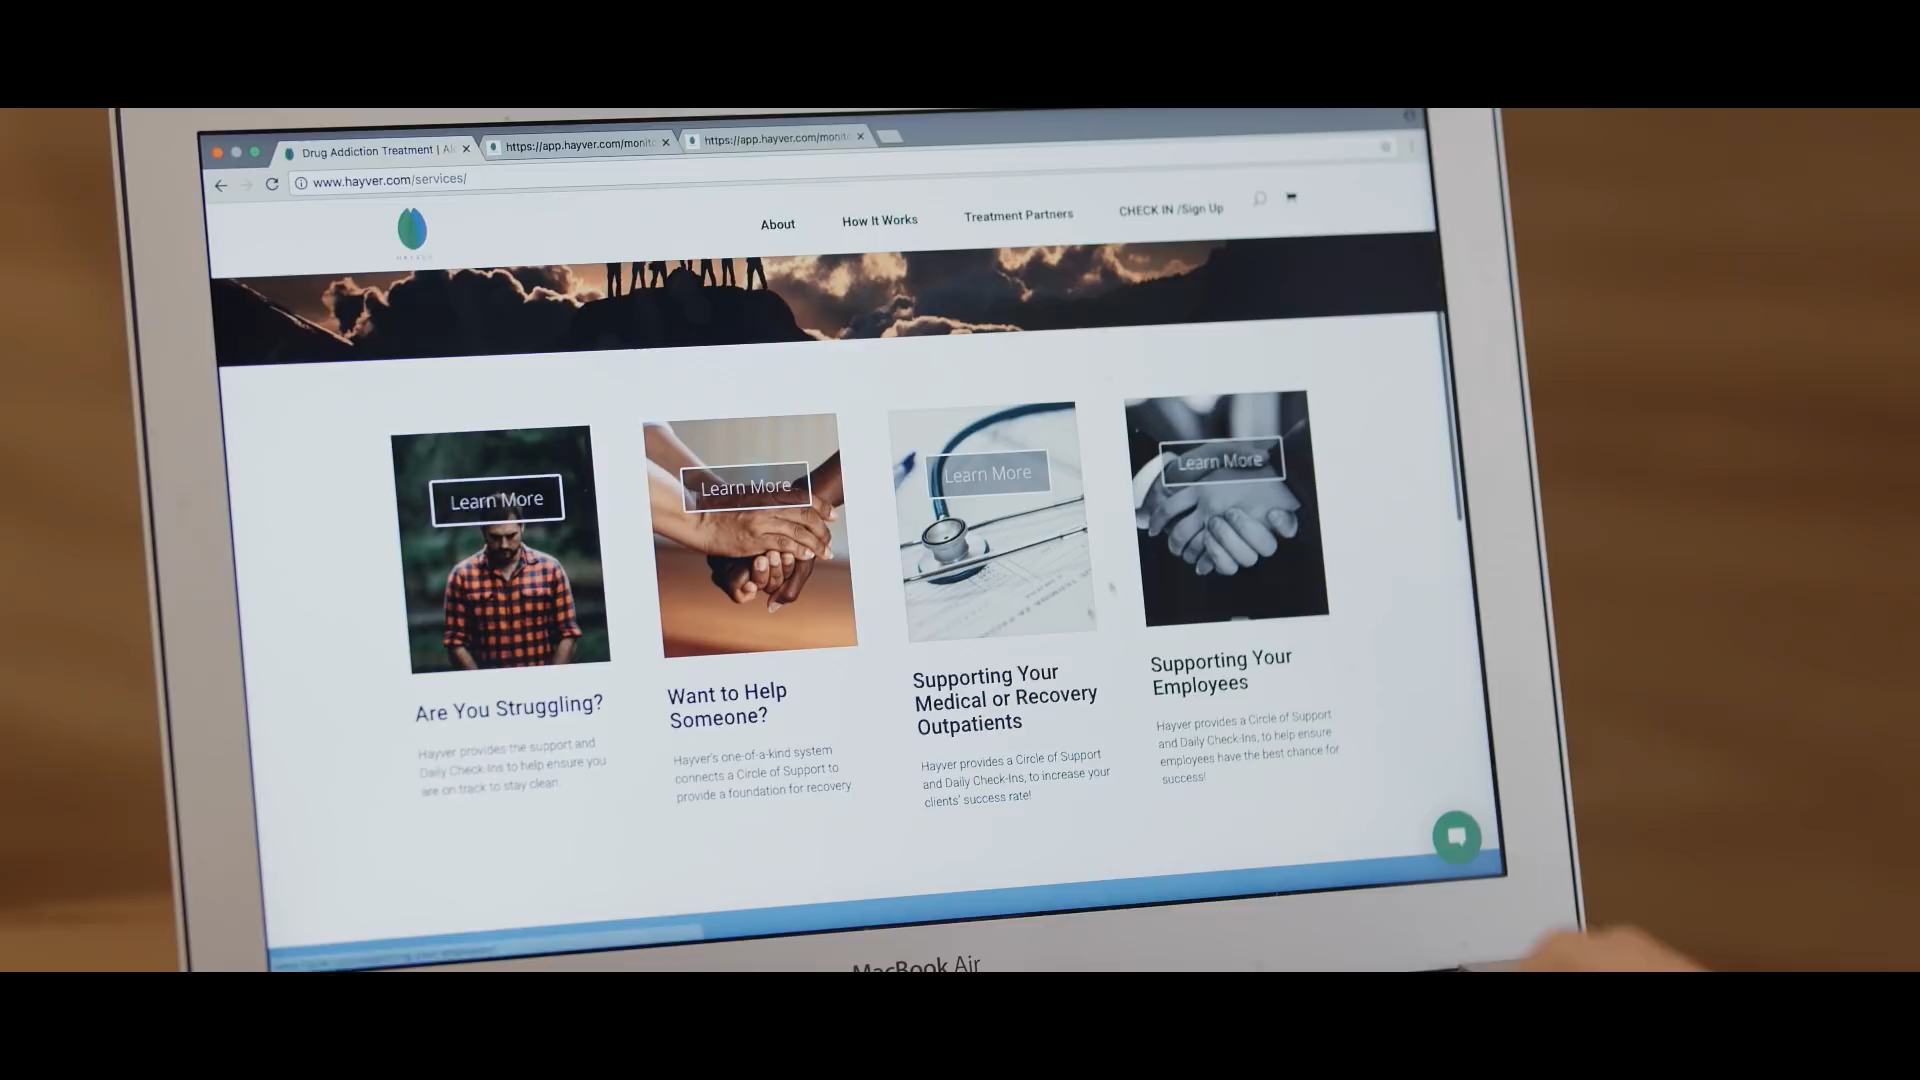 Drug Addiction Treatment | Al
https://app.hayver.com/monit
https://app.hayver.com/monit
www.hayver.com/services/
HAYVER
About
How It Works
Treatment Partners
CHECK IN /Sign Up
Learn More
Learn More
Learn More
Learn More
Are You Struggling?
Hayver provides the support and
Daily Check-Ins to help ensure you
are on track to stay clean.
Want to Help
Someone?
Hayver's one-of-a-kind system
connects a Circle of Support to
provide a foundation for recovery
Supporting Your
Medical or Recovery
Outpatients
Hayver provides a Circle of Support
and Daily Check-Ins, to increase your
clients' success rate!
Supporting Your
Employees
Hayver provides a Circle of Support
and Daily Check-Ins, to help ensure
employees have the best chance for
success!
MacBook Air